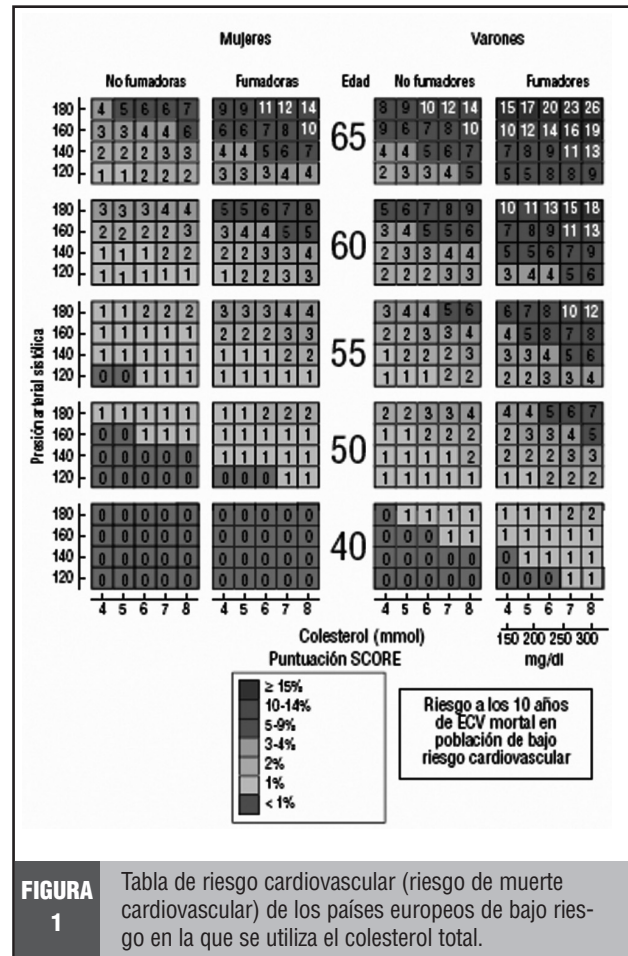 Mujeres Varones
No fumadoras Fumadoras Edad No fumadores Fumadores
180 4 5 6 6 7 9 9 11 12 14 8 9 10 12 14 15 17 20 23 26
160 3 3 4 4 6 6 6 7 8 10 9 6 7 8 10 10 12 14 16 19
65
140 2 2 2 3 3 4 4 5 6 7 4 4 5 6 7 7 8 9 11 13
120 1 1 2 2 2 3 3 3 4 4 2 3 3 4 5 5 5 8 8 9
180 3 3 3 4 4 5 5 6 7 8 5 6 7 8 9 10 11 13 15 18
160 2 2 2 2 3 3 4 4 5 5 3 4 5 5 6 7 8 9 11 13
60
140 1 1 1 2 2 2 2 3 3 4 2 3 3 4 4 5 5 6 7 9
120 1 1 1 1 1 1 2 2 3 3 2 2 2 3 3 3 4 4 5 6
180 1 1 2 2 2 3 3 3 4 4 3 4 4 5 6 6 7 8 10 12
160 1 1 1 1 1 2 2 2 3 3 2 2 3 3 4 4 5 8 7 8
55
140 1 1 1 1 1 1 1 1 2 2 1 2 2 2 3 3 3 4 5 6
120 0 0 1 1 1 1 1 1 1 1 1 1 1 2 2 2 2 3 3 4
Presión arterial sistólica
180 1 1 1 1 1 1 1 2 2 2 2 2 3 3 4 4 4 5 6 7
160 0 0 1 1 1 1 1 1 1 1 1 1 2 2 2 2 3 3 4 5
50
140 0 0 0 0 0 1 1 1 1 1 1 1 1 1 2 2 2 2 3 3
120 0 0 0 0 0 0 0 0 1 1 1 1 1 1 1 1 1 2 2 2
180 0 0 0 0 0 0 0 0 0 0 0 1 1 1 1 1 1 1 2 2
160 0 0 0 0 0 0 0 0 0 0 0 0 0 1 1 1 1 1 1 1
40
140 0 0 0 0 0 0 0 0 0 0 0 0 0 0 0 0 1 1 1 1
120 0 0 0 0 0 0 0 0 0 0 0 0 0 0 0 0 0 0 1 1
4 5 6 7 8 4 5 6 7 8 4 5 6 7 8 4 5 6 7 8
Colesterol (mmol) 150 200 250 300
mg/dl
Puntuación SCORE
≥ 15%
10-14%
5-9%
3-4%
2%
1%
< 1%
Riesgo a los 10 años
de ECV mortal en
población de bajo
riesgo cardiovascular
FIGURA
1
Tabla de riesgo cardiovascular (riesgo de muerte
cardiovascular) de los países europeos de bajo ries-
go en la que se utiliza el colesterol total.